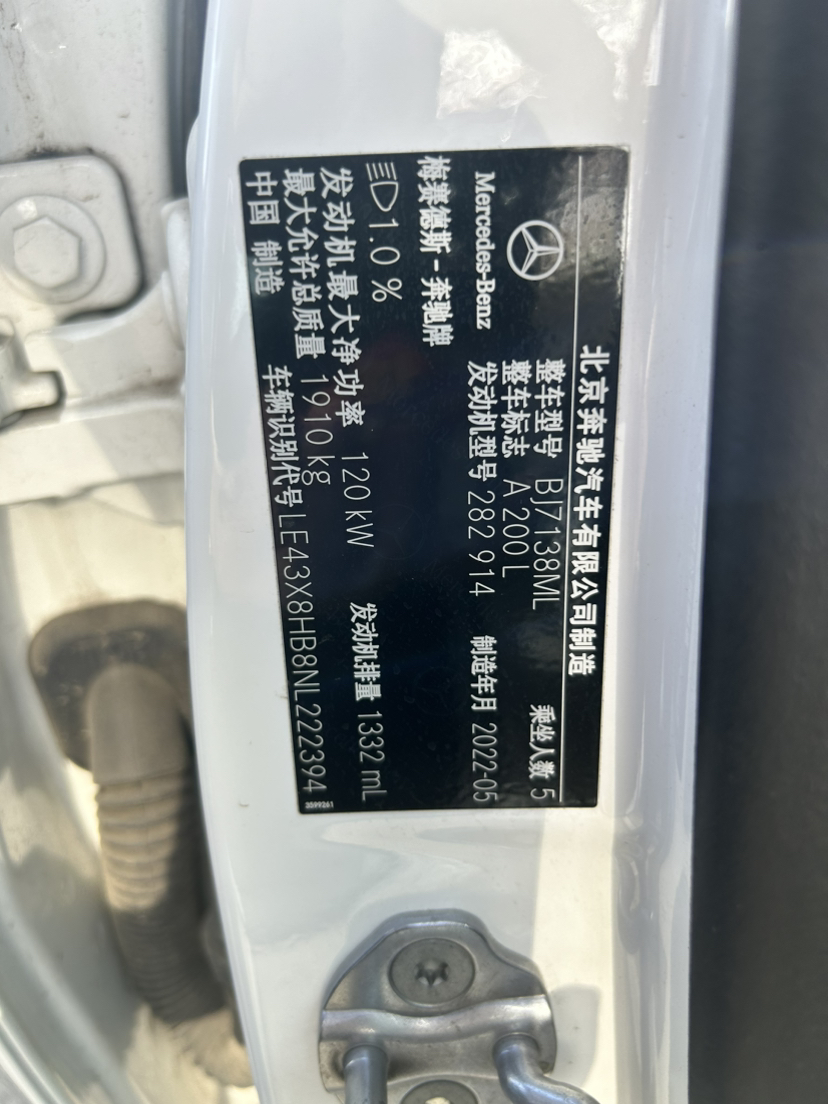 北京奔驰汽车有限公司制造
整车型号 BJ7138ML 乘坐人数 5
整车标志 A 200 L
Mercedes-Benz 发动机型号 282 914 制造年月 2022-05
梅赛德斯-奔驰牌
1.0 %
发动机最大净功率 120 kW 发动机排量 1332 mL
最大允许总质量 1910 kg
中国 制造 车辆识别代号 LE43X8HB8NL222394
3599261